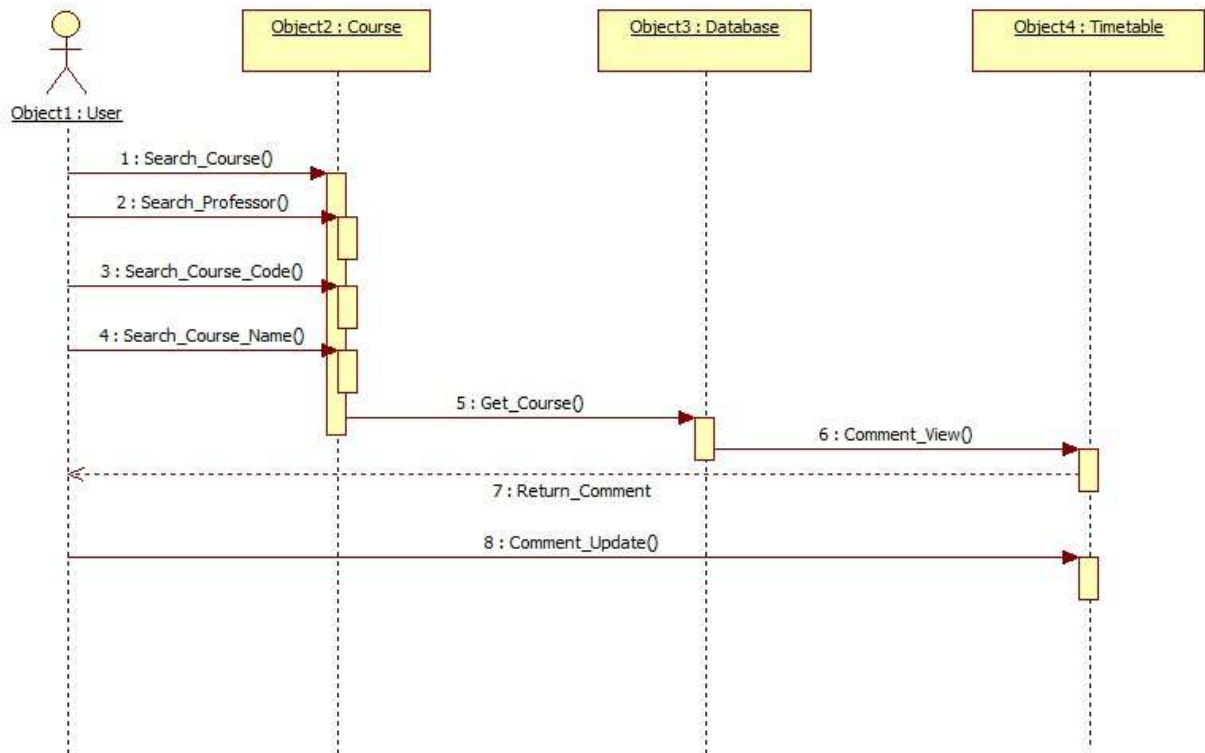 Object2 : Course
Object3 : Database
Object4 : Timetable
Object1 : User
1 : Search_Course()
2 : Search_Professor()
3 : Search_Course_Code()
4 : Search_Course_Name()
5 : Get_Course()
6 : Comment_View()
7 : Return_Comment
8 : Comment_Update()